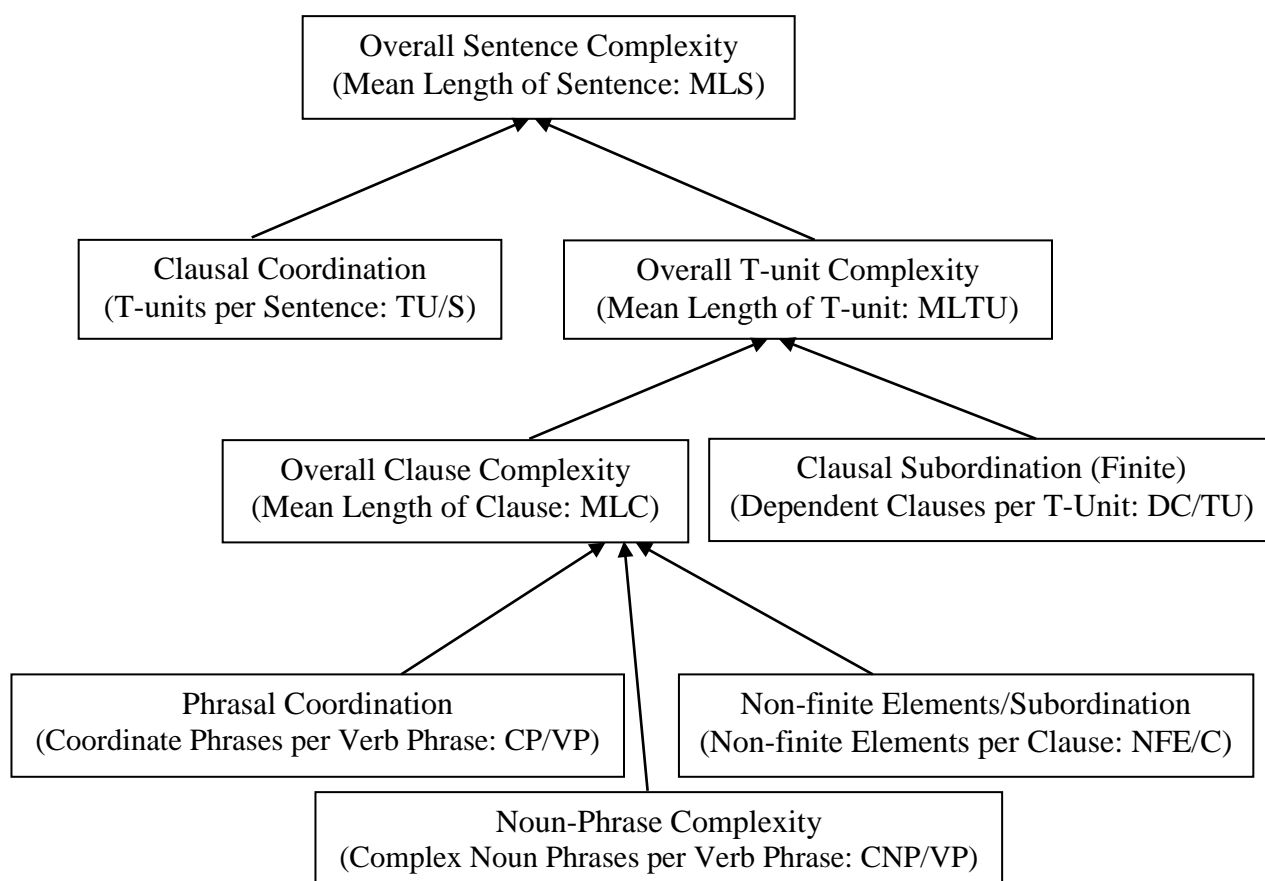 Overall Sentence Complexity
(Mean Length of Sentence: MLS)
Clausal Coordination
(T-units per Sentence: TU/S)
Overall T-unit Complexity
(Mean Length of T-unit: MLTU)
Overall Clause Complexity
(Mean Length of Clause: MLC)
Clausal Subordination (Finite)
(Dependent Clauses per T-Unit: DC/TU)
Phrasal Coordination
(Coordinate Phrases per Verb Phrase: CP/VP)
Non-finite Elements/Subordination
(Non-finite Elements per Clause: NFE/C)
Noun-Phrase Complexity
(Complex Noun Phrases per Verb Phrase: CNP/VP)